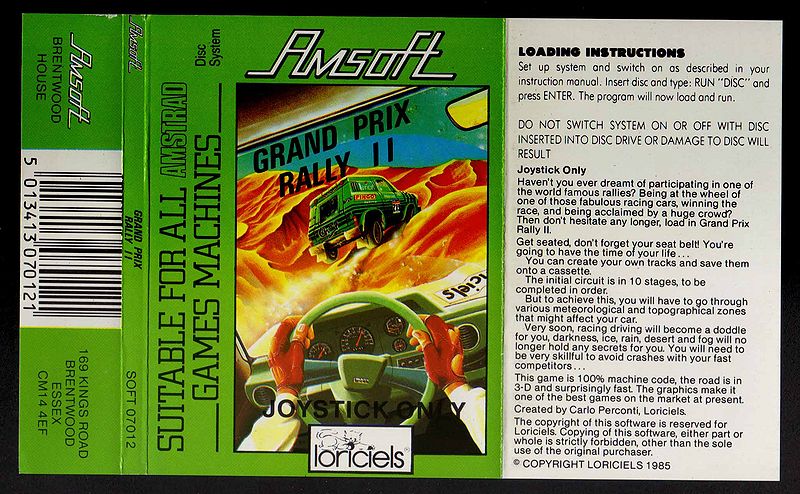 Amsoft
BRENTWOOD
HOUSE
5 013413 070121
169 KINGS ROAD
BRENTWOOD
ESSEX
CM14 4EF
Amsoft
GRAND PRIX
RALLY II
SOFT 07012
SUITABLE FOR ALL AMSTRAD
GAMES MACHINES
Disc
System
Amsoft
GRAND PRIX
RALLY II
JOYSTICK ONLY
loriciels
LOADING INSTRUCTIONS
Set up system and switch on as described in your
instruction manual. Insert disc and type: RUN "DISC" and
press ENTER. The program will now load and run.
DO NOT SWITCH SYSTEM ON OR OFF WITH DISC
INSERTED INTO DISC DRIVE OR DAMAGE TO DISC WILL
RESULT
Joystick Only
Haven't you ever dreamt of participating in one of
the world famous rallies? Being at the wheel of
one of those fabulous racing cars, winning the
race, and being acclaimed by a huge crowd?
Then don't hesitate any longer, load in Grand Prix
Rally II.
Get seated, don't forget your seat belt! You're
going to have the time of your life...
You can create your own tracks and save them
onto a cassette.
The initial circuit is in 10 stages, to be
completed in order.
But to achieve this, you will have to go through
various meteorological and topographical zones
that might affect your car.
Very soon, racing driving will become a doddle
for you, darkness, ice, rain, desert and fog will no
longer hold any secrets for you. You will need to
be very skillful to avoid crashes with your fast
competitors...
This game is 100% machine code, the road is in
3-D and surprisingly fast. The graphics make it
one of the best games on the market at present.
Created by Carlo Perconti, Loriciels.
The copyright of this software is reserved for
Loriciels. Copying of this software, either part or
whole is strictly forbidden, other than the sole
use of the original purchaser.
© COPYRIGHT LORICIELS 1985